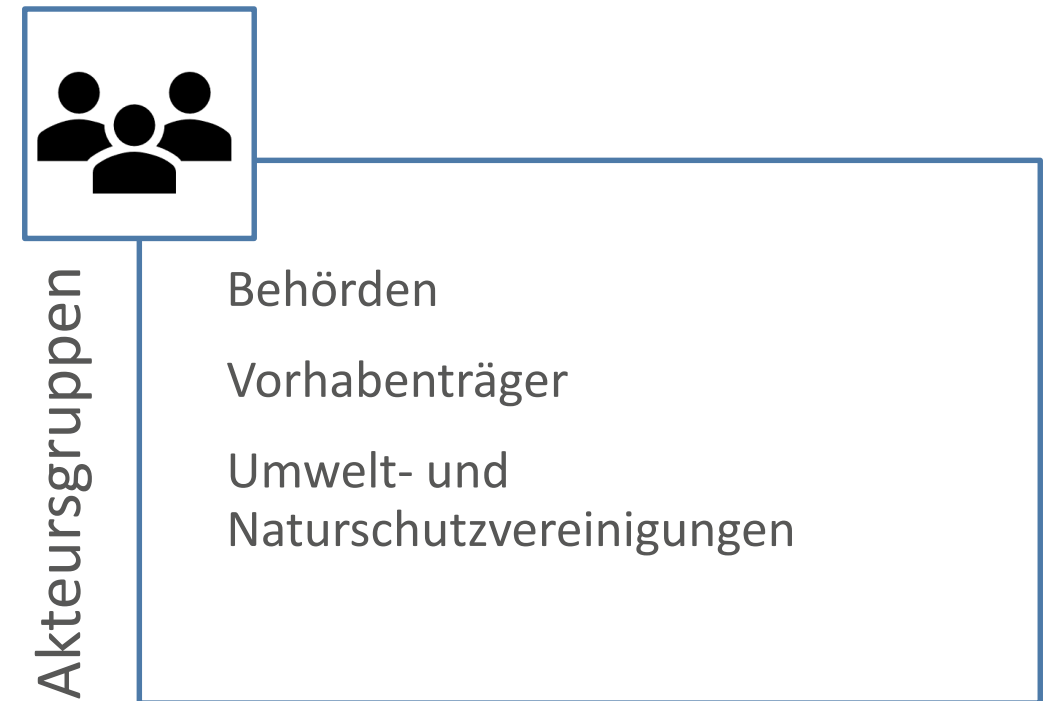 Akteursgruppen
Behörden
Vorhabenträger
Umwelt- und
Naturschutzvereinigungen